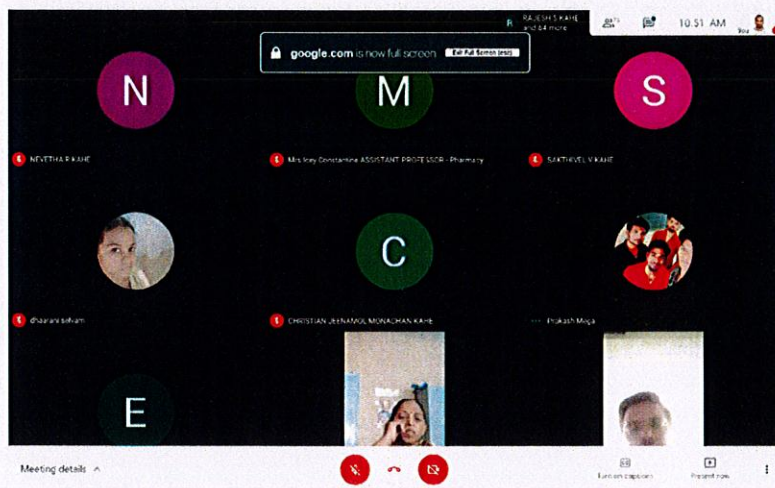 R RAJESH S KAHE
and 64 more
10.51 AM
You
google.com is now full screen Exit Full Screen (esc)
N
M
S
NEVETHA R KAHE
Mrs Icey Constantine ASSISTANT PROFESSOR - Pharmacy
SAKTHIVEL V KAHE
C
dhaarani selvam
CHRISTIAN JEENAMOL MONACHAN KAHE
Prakash Mega
E
Meeting details
Turn on captions
Present now